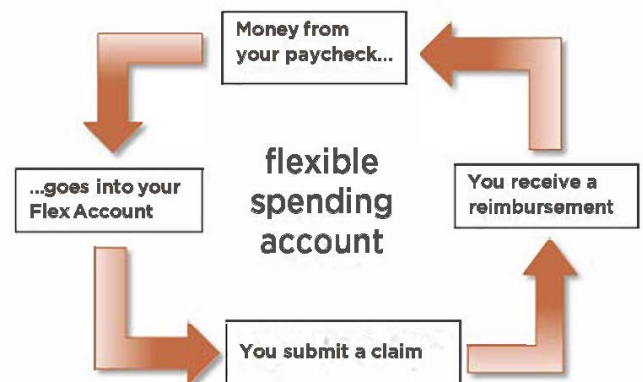 Money from
your paycheck...
...goes into your
Flex Account
flexible
spending
account
You receive a
reimbursement
You submit a claim